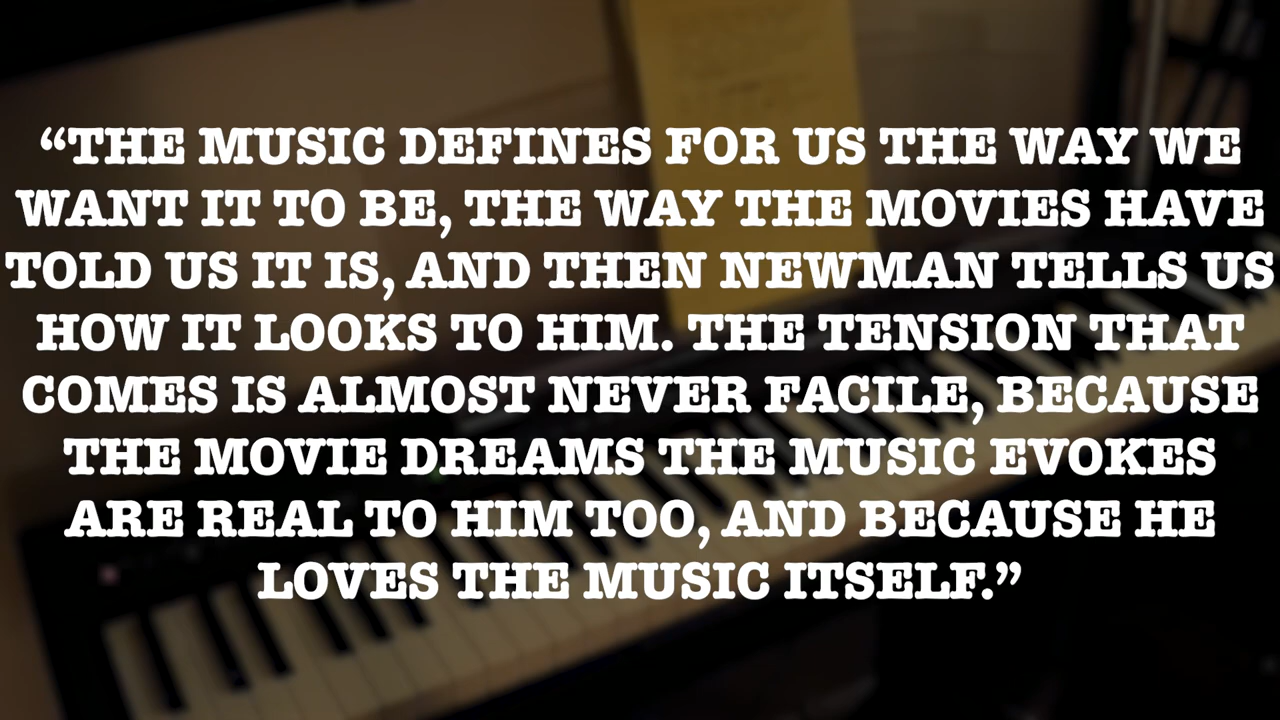 “THE MUSIC DEFINES FOR US THE WAY WE
WANT IT TO BE, THE WAY THE MOVIES HAVE
TOLD US IT IS, AND THEN NEWMAN TELLS US
HOW IT LOOKS TO HIM. THE TENSION THAT
COMES IS ALMOST NEVER FACILE, BECAUSE
THE MOVIE DREAMS THE MUSIC EVOKES
ARE REAL TO HIM TOO, AND BECAUSE HE
LOVES THE MUSIC ITSELF.”